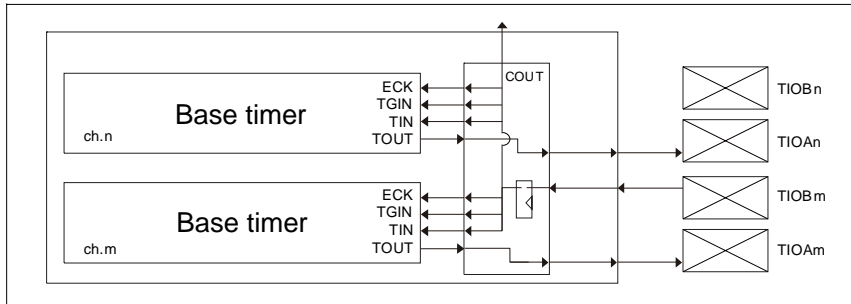 COUT
ECK
TGIN
TIN
TOUT
Base timer
ch.n
TIOBn
TIOAn
ECK
TGIN
TIN
TOUT
Base timer
ch.m
TIOBm
TIOAm